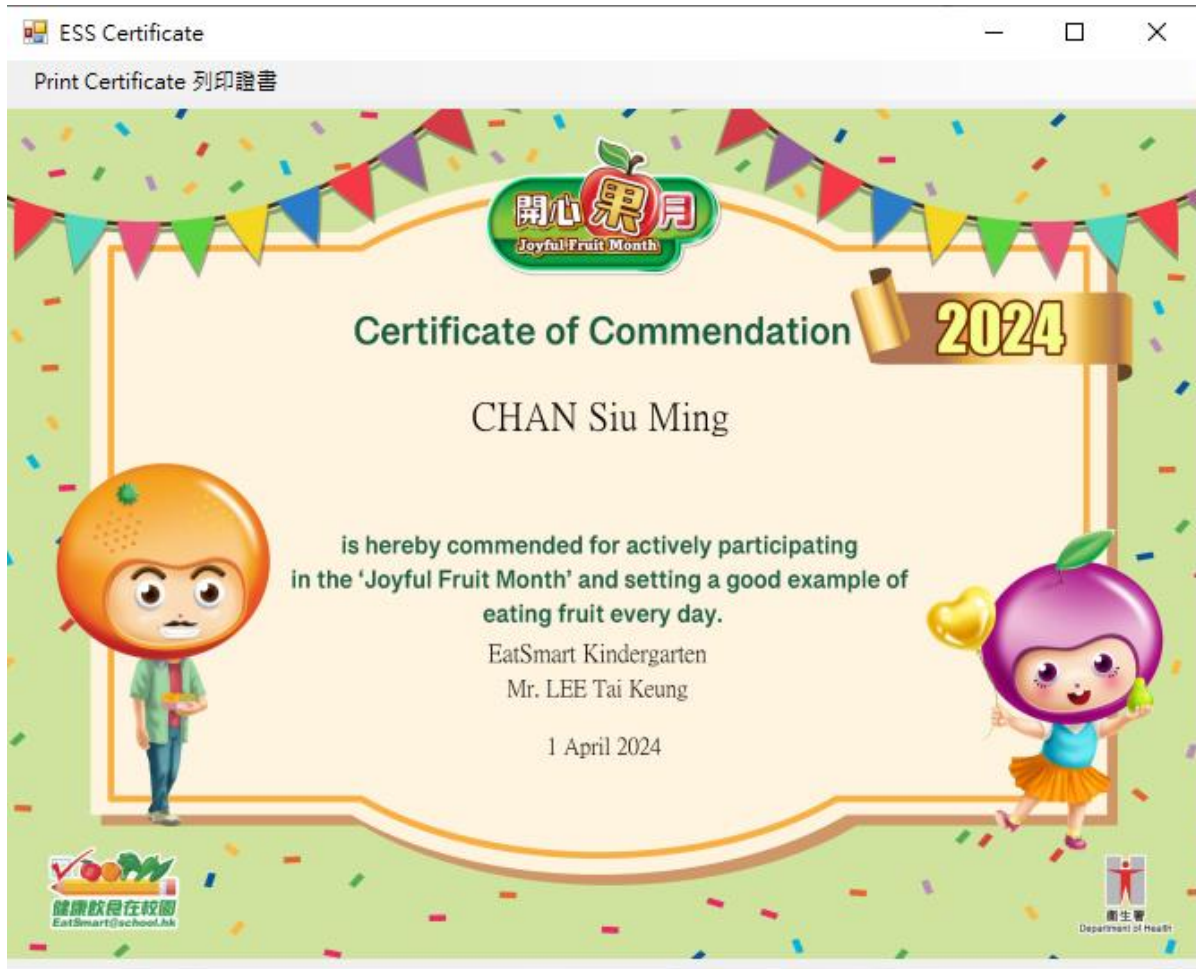 ESS Certificate
Print Certificate 列印證書
開心果月
Joyful Fruit Month
2024
Certificate of Commendation
CHAN Siu Ming
is hereby commended for actively participating
in the ‘Joyful Fruit Month’ and setting a good example of
eating fruit every day.
EatSmart Kindergarten
Mr. LEE Tai Keung
1 April 2024
健康飲食在校園
EatSmart@school.hk
衞生署
Department of Health